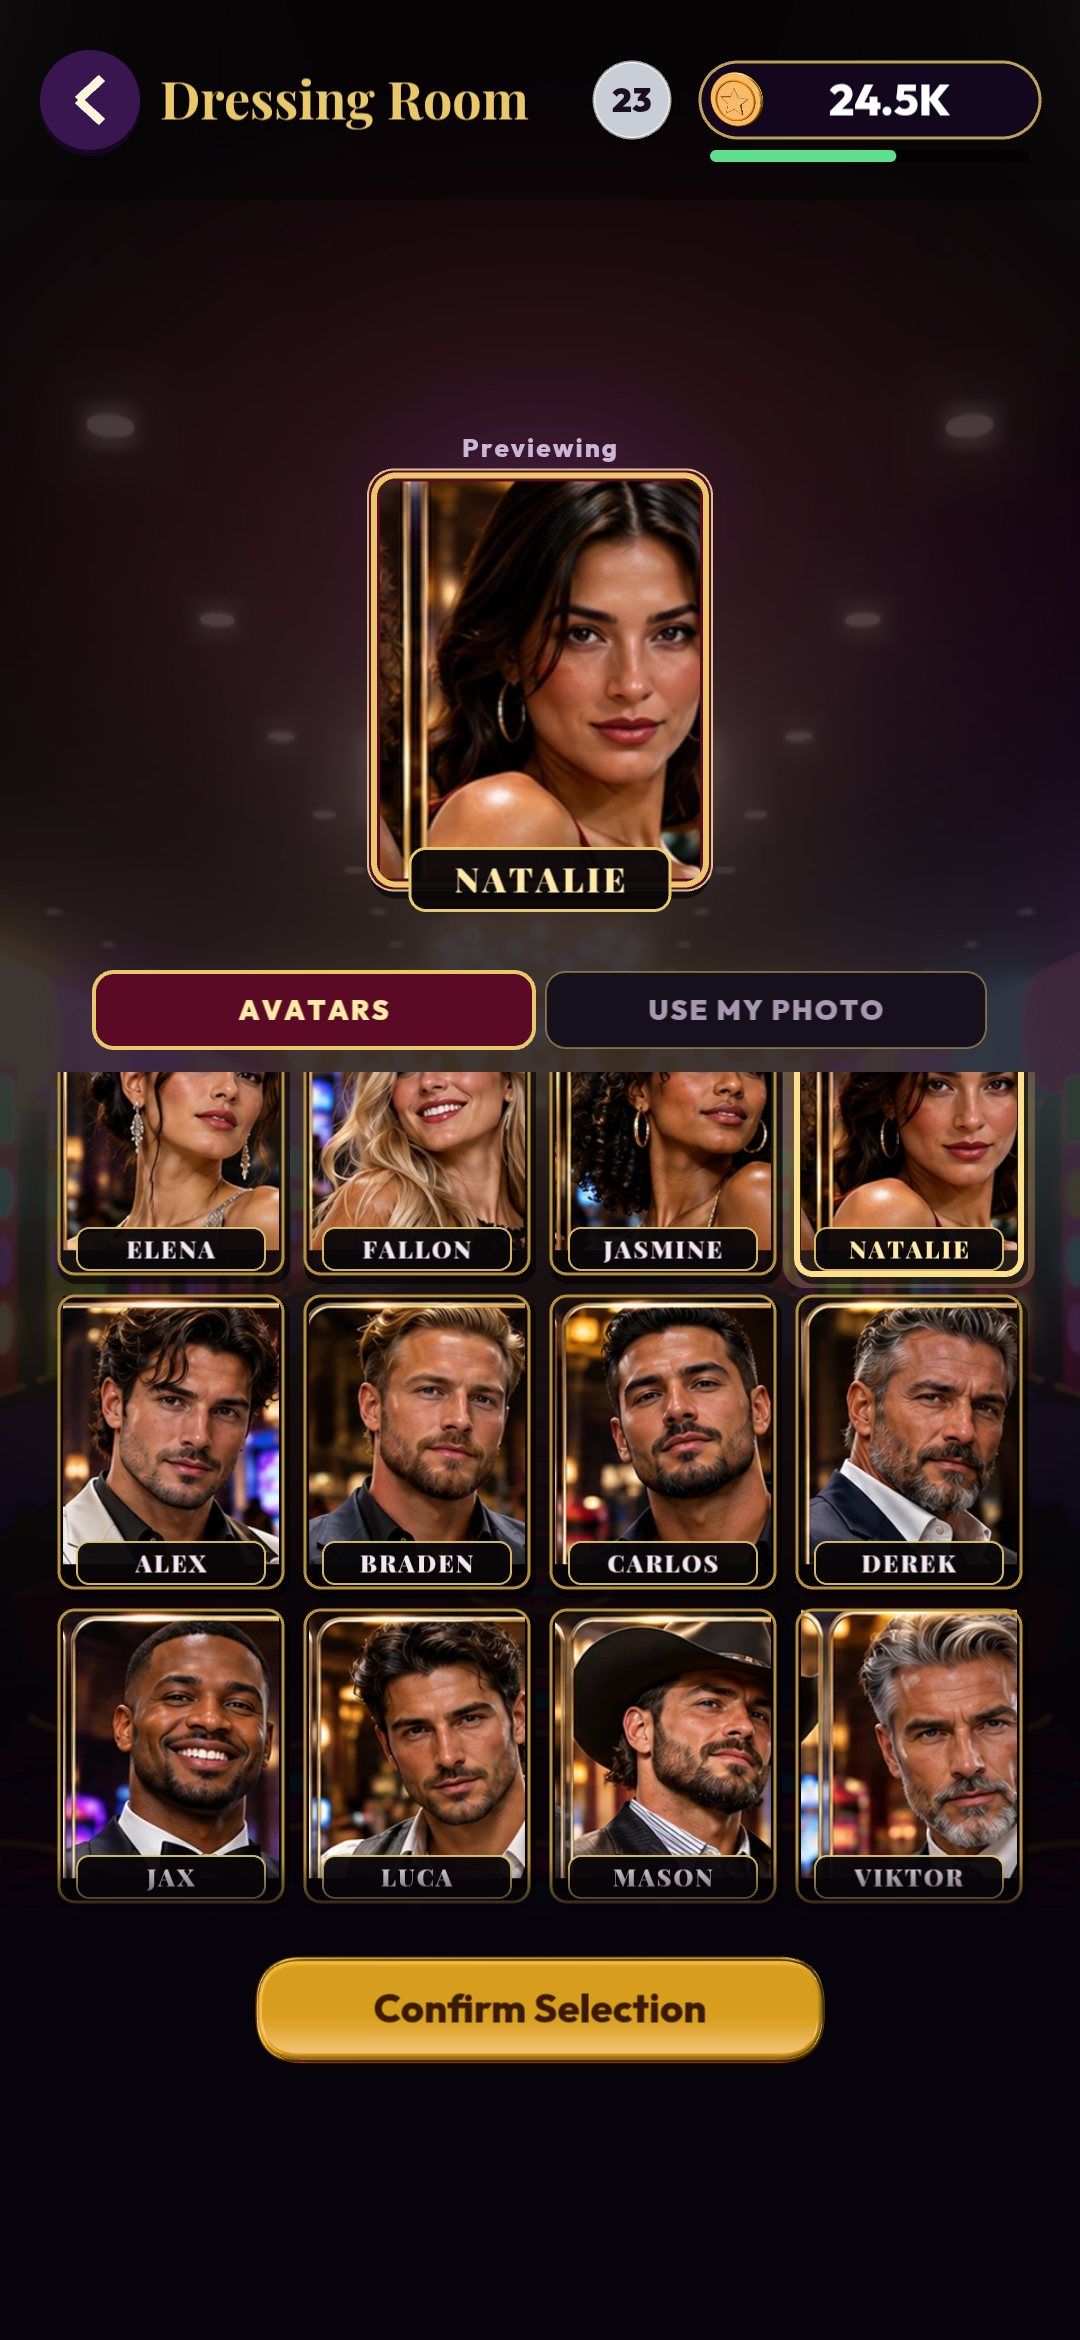 Dressing Room
23
24.5K
Previewing
NATALIE
AVATARS
USE MY PHOTO
ELENA
FALLON
JASMINE
NATALIE
ALEX
BRADEN
CARLOS
DEREK
JAX
LUCA
MASON
VIKTOR
Confirm Selection